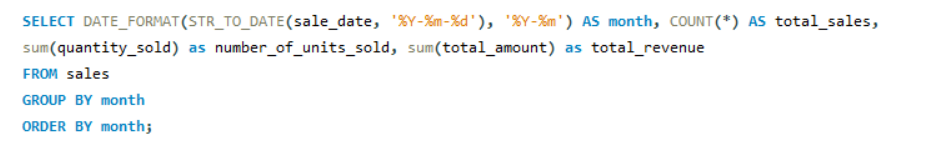 SELECT DATE_FORMAT(STR_TO_DATE(sale_date, '%Y-%m-%d'), '%Y-%m') AS month, COUNT(*) AS total_sales,
sum(quantity_sold) as number_of_units_sold, sum(total_amount) as total_revenue
FROM sales
GROUP BY month
ORDER BY month;